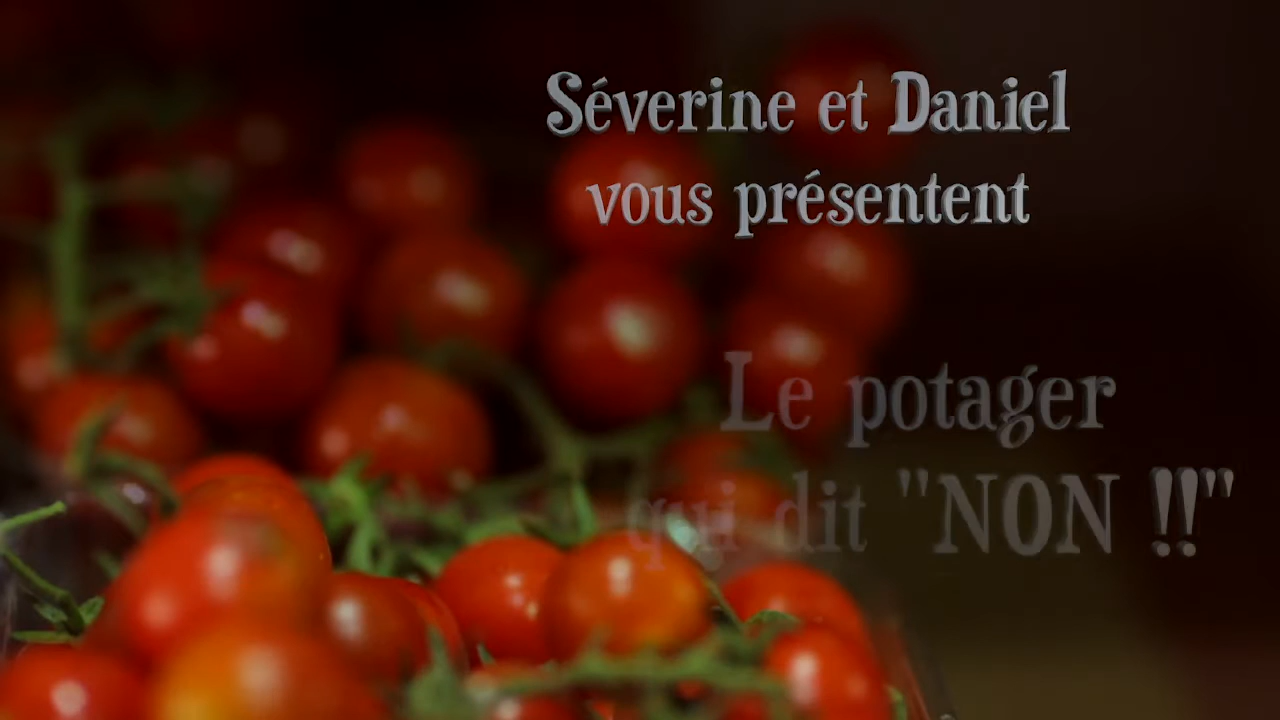 Séverine et Daniel
vous présentent
Le potager
qui dit "NON !!"